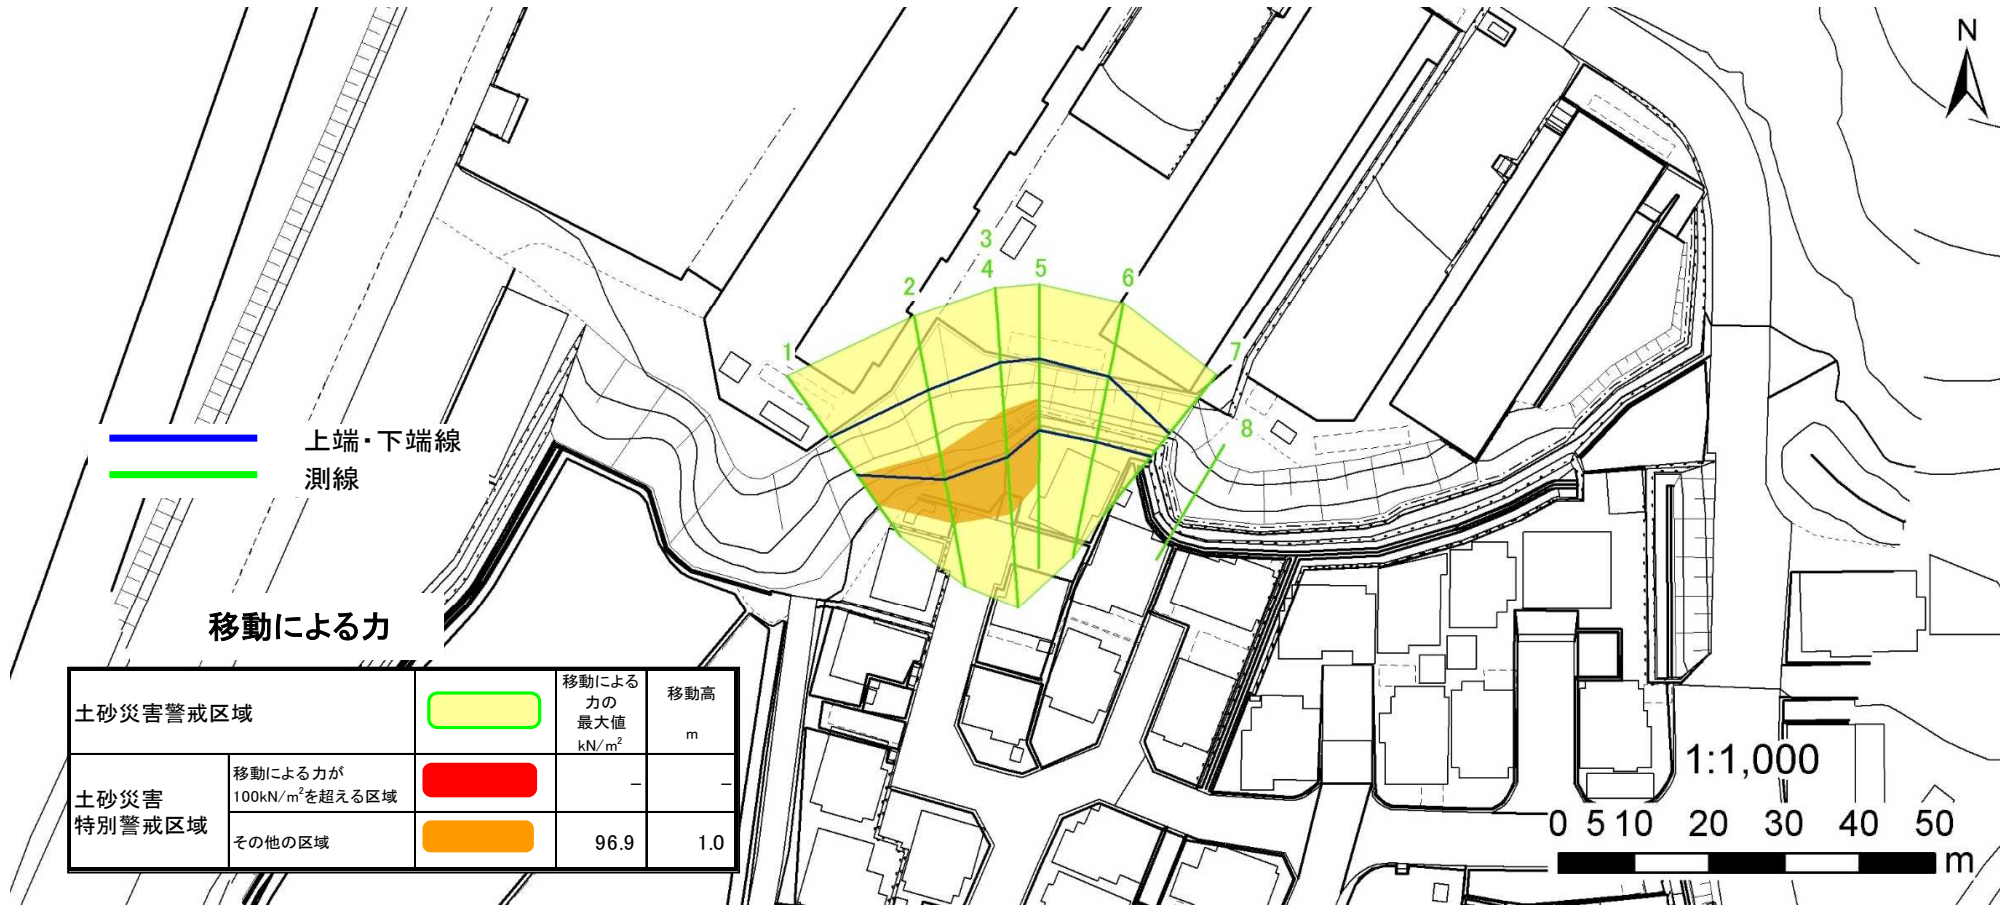 N
3
4
5
6
2
1
7
8
上端・下端線
測線
移動による力
土砂災害警戒区域
移動による
力の
最大値
kN/m²
移動高
m
土砂災害
特別警戒区域
移動による力が
100kN/m²を超える区域
－
－
その他の区域
96.9
1.0
1:1,000
0 5 10 20 30 40 50
m